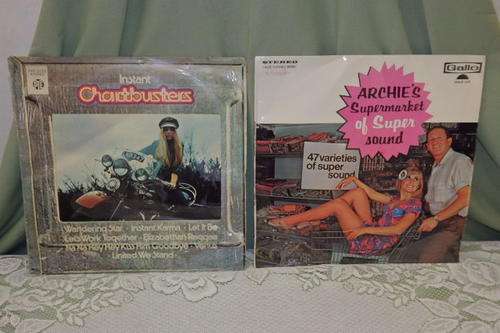 Instant
Chartbusters
Wandering Star - Instant Karma - Let It Be
Let's Work Together - Elizabethan Reggae
Na Na Hey Hey Kiss Him Goodbye - Venus
United We Stand
STEREO
Gallo
ARCHIE'S
Supermarket
of Super
sound
47 varieties
of super
sound